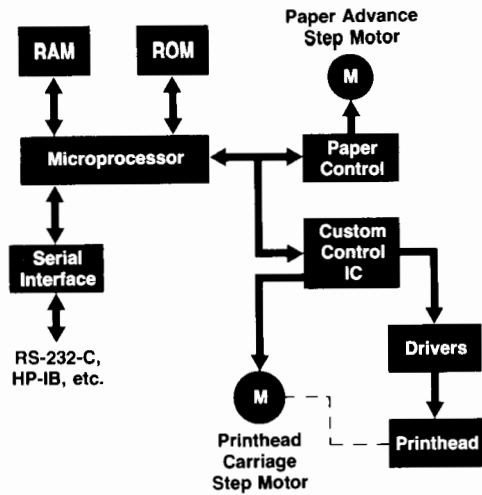 Paper Advance
Step Motor
RAM
ROM
M
Microprocessor
Paper
Control
Custom
Control
IC
Serial
Interface
Drivers
RS-232-C,
HP-IB, etc.
M
Printhead
Printhead
Carriage
Step Motor